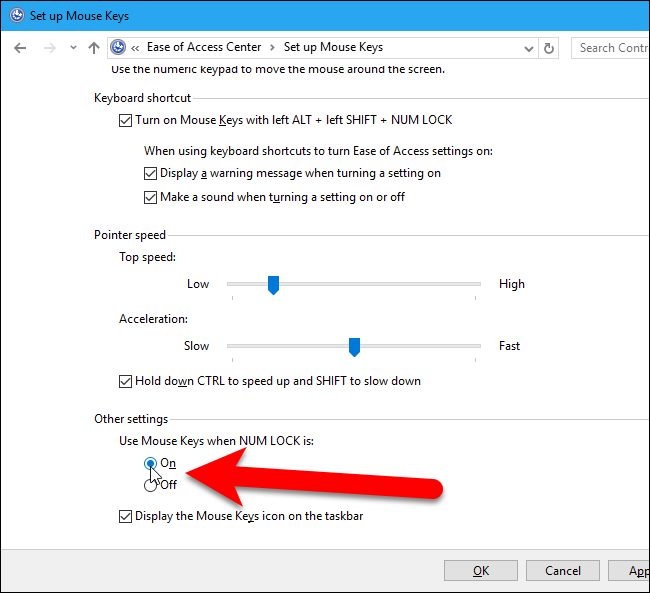 Set up Mouse Keys
« Ease of Access Center › Set up Mouse Keys
Search Contr
Use the numeric keypad to move the mouse around the screen.
Keyboard shortcut
Turn on Mouse Keys with left ALT + left SHIFT + NUM LOCK
When using keyboard shortcuts to turn Ease of Access settings on:
Display a warning message when turning a setting on
Make a sound when turning a setting on or off
Pointer speed
Top speed:
Low High
Acceleration:
Slow Fast
Hold down CTRL to speed up and SHIFT to slow down
Other settings
Use Mouse Keys when NUM LOCK is:
On
Off
Display the Mouse Keys icon on the taskbar
OK Cancel App